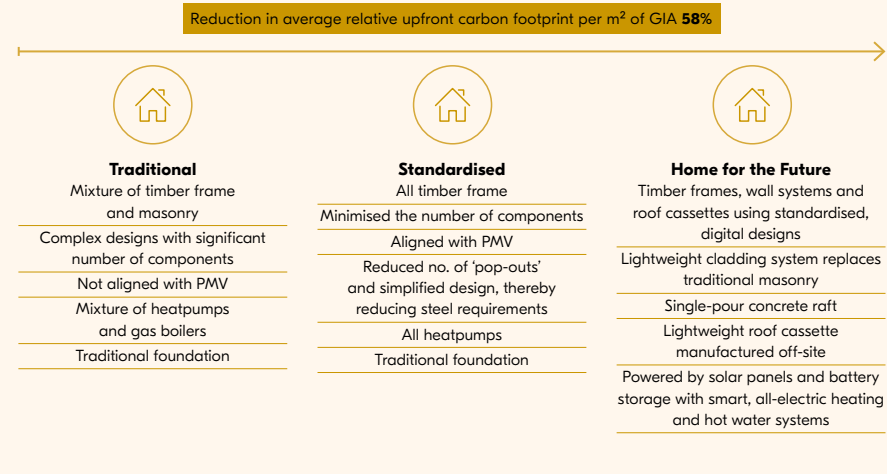 Reduction in average relative upfront carbon footprint per m² of GIA 58%
Traditional
Mixture of timber frame
and masonry
Complex designs with significant
number of components
Not aligned with PMV
Mixture of heatpumps
and gas boilers
Traditional foundation
Standardised
All timber frame
Minimised the number of components
Aligned with PMV
Reduced no. of ‘pop-outs’
and simplified design, thereby
reducing steel requirements
All heatpumps
Traditional foundation
Home for the Future
Timber frames, wall systems and
roof cassettes using standardised,
digital designs
Lightweight cladding system replaces
traditional masonry
Single-pour concrete raft
Lightweight roof cassette
manufactured off-site
Powered by solar panels and battery
storage with smart, all-electric heating
and hot water systems